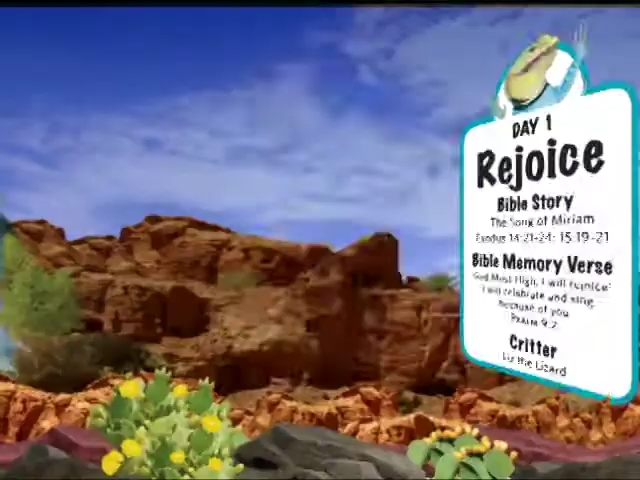 DAY 1
Rejoice
Bible Story
The Song of Miriam
Exodus 14:21-24; 15:19-21
Bible Memory Verse
God Most High, I will rejoice;
I will celebrate and sing
because of you.
Psalm 9:2
Critter
the Lizard